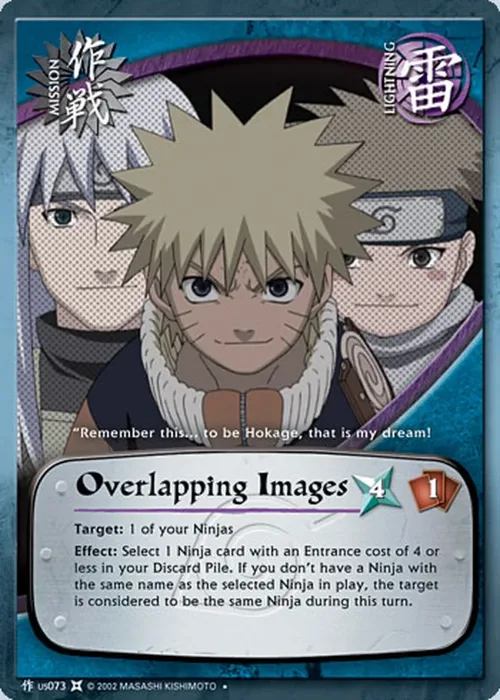 MISSION
作戦
LIGHTNING
雷
"Remember this... to be Hokage, that is my dream!
Overlapping Images
4
1
Target: 1 of your Ninjas
Effect: Select 1 Ninja card with an Entrance cost of 4 or
less in your Discard Pile. If you don't have a Ninja with
the same name as the selected Ninja in play, the target
is considered to be the same Ninja during this turn.
作 US073 © 2002 MASASHI KISHIMOTO